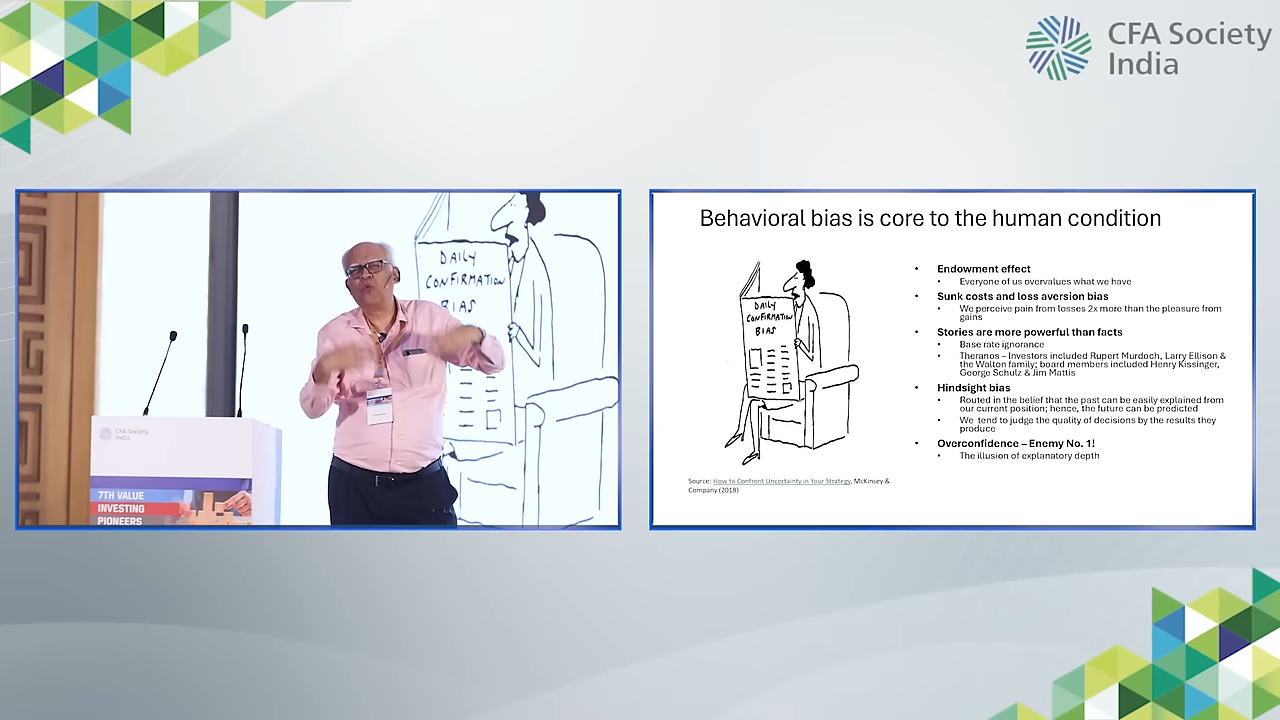 CFA Society
India
DAILY
CONFIRMATION
BIAS
CFA Society
India
7TH VALUE
INVESTING
PIONEERS
Behavioral bias is core to the human condition
DAILY
CONFIRMATION
BIAS
• Endowment effect
• Everyone of us overvalues what we have
• Sunk costs and loss aversion bias
• We perceive pain from losses 2x more than the pleasure from
gains
• Stories are more powerful than facts
• Base rate ignorance
• Theranos – Investors included Rupert Murdoch, Larry Ellison &
the Walton family; board members included Henry Kissinger,
George Schulz & Jim Mattis
• Hindsight bias
• Routed in the belief that the past can be easily explained from
our current position; hence, the future can be predicted
• We tend to judge the quality of decisions by the results they
produce
• Overconfidence – Enemy No. 1!
• The illusion of explanatory depth
Source: How to Confront Uncertainty in Your Strategy, McKinsey &
Company (2018)